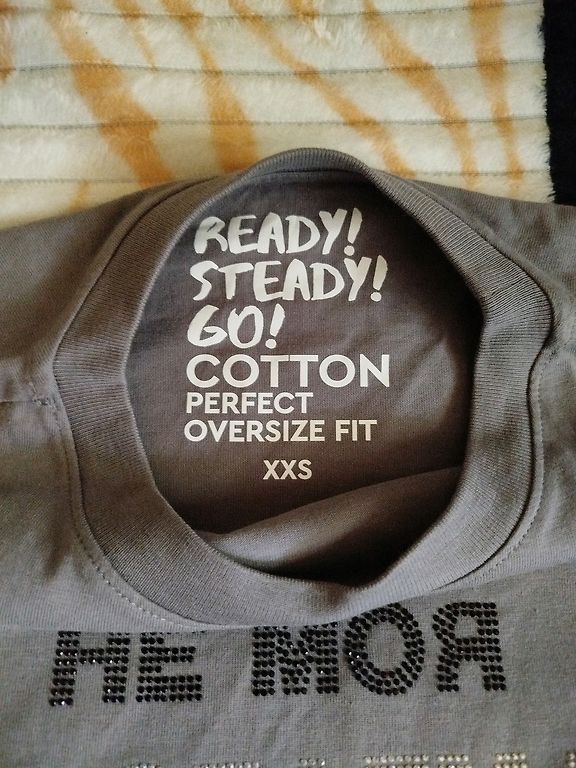 READY!
STEADY!
GO!
COTTON
PERFECT
OVERSIZE FIT
XXS
НЕ МОЯ